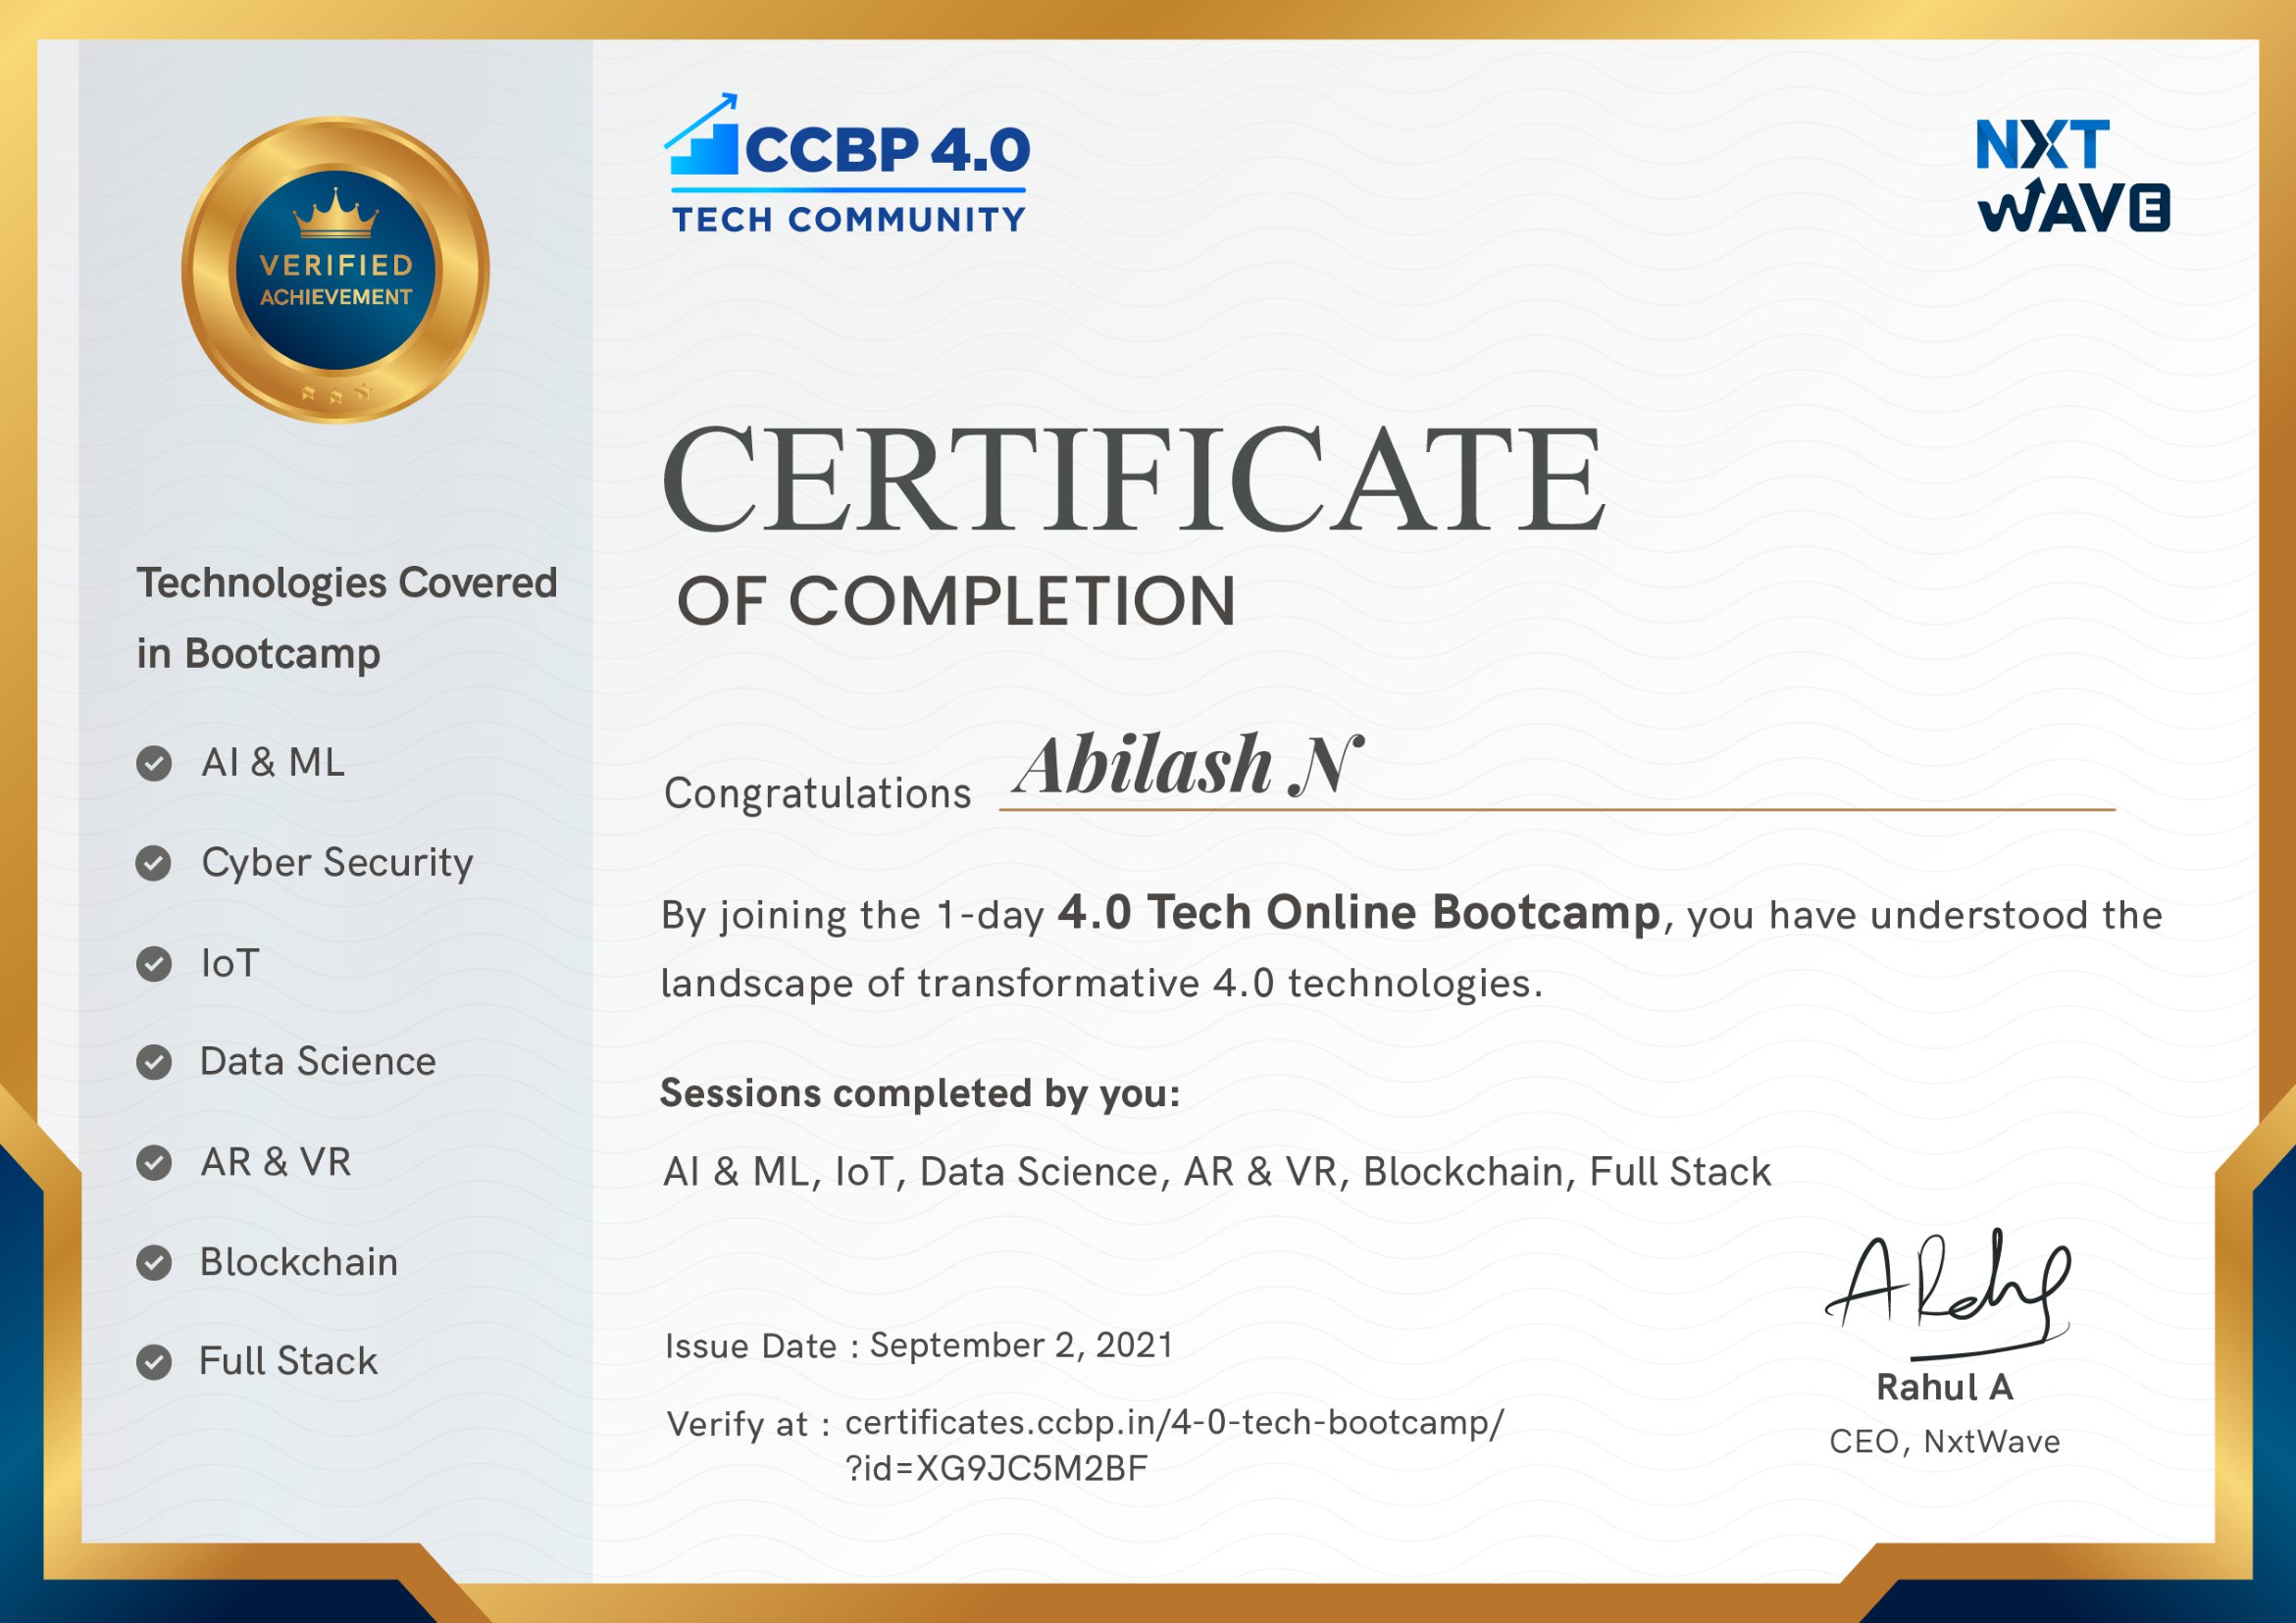 VERIFIED
ACHIEVEMENT
Technologies Covered
in Bootcamp
AI & ML
Cyber Security
IoT
Data Science
AR & VR
Blockchain
Full Stack
CCBP 4.0
TECH COMMUNITY
NXT
WAVE
CERTIFICATE
OF COMPLETION
Congratulations Abilash N
By joining the 1-day 4.0 Tech Online Bootcamp, you have understood the
landscape of transformative 4.0 technologies.
Sessions completed by you:
AI & ML, IoT, Data Science, AR & VR, Blockchain, Full Stack
Issue Date : September 2, 2021
Verify at : certificates.ccbp.in/4-0-tech-bootcamp/
?id=XG9JC5M2BF
Rahul A
CEO, NxtWave